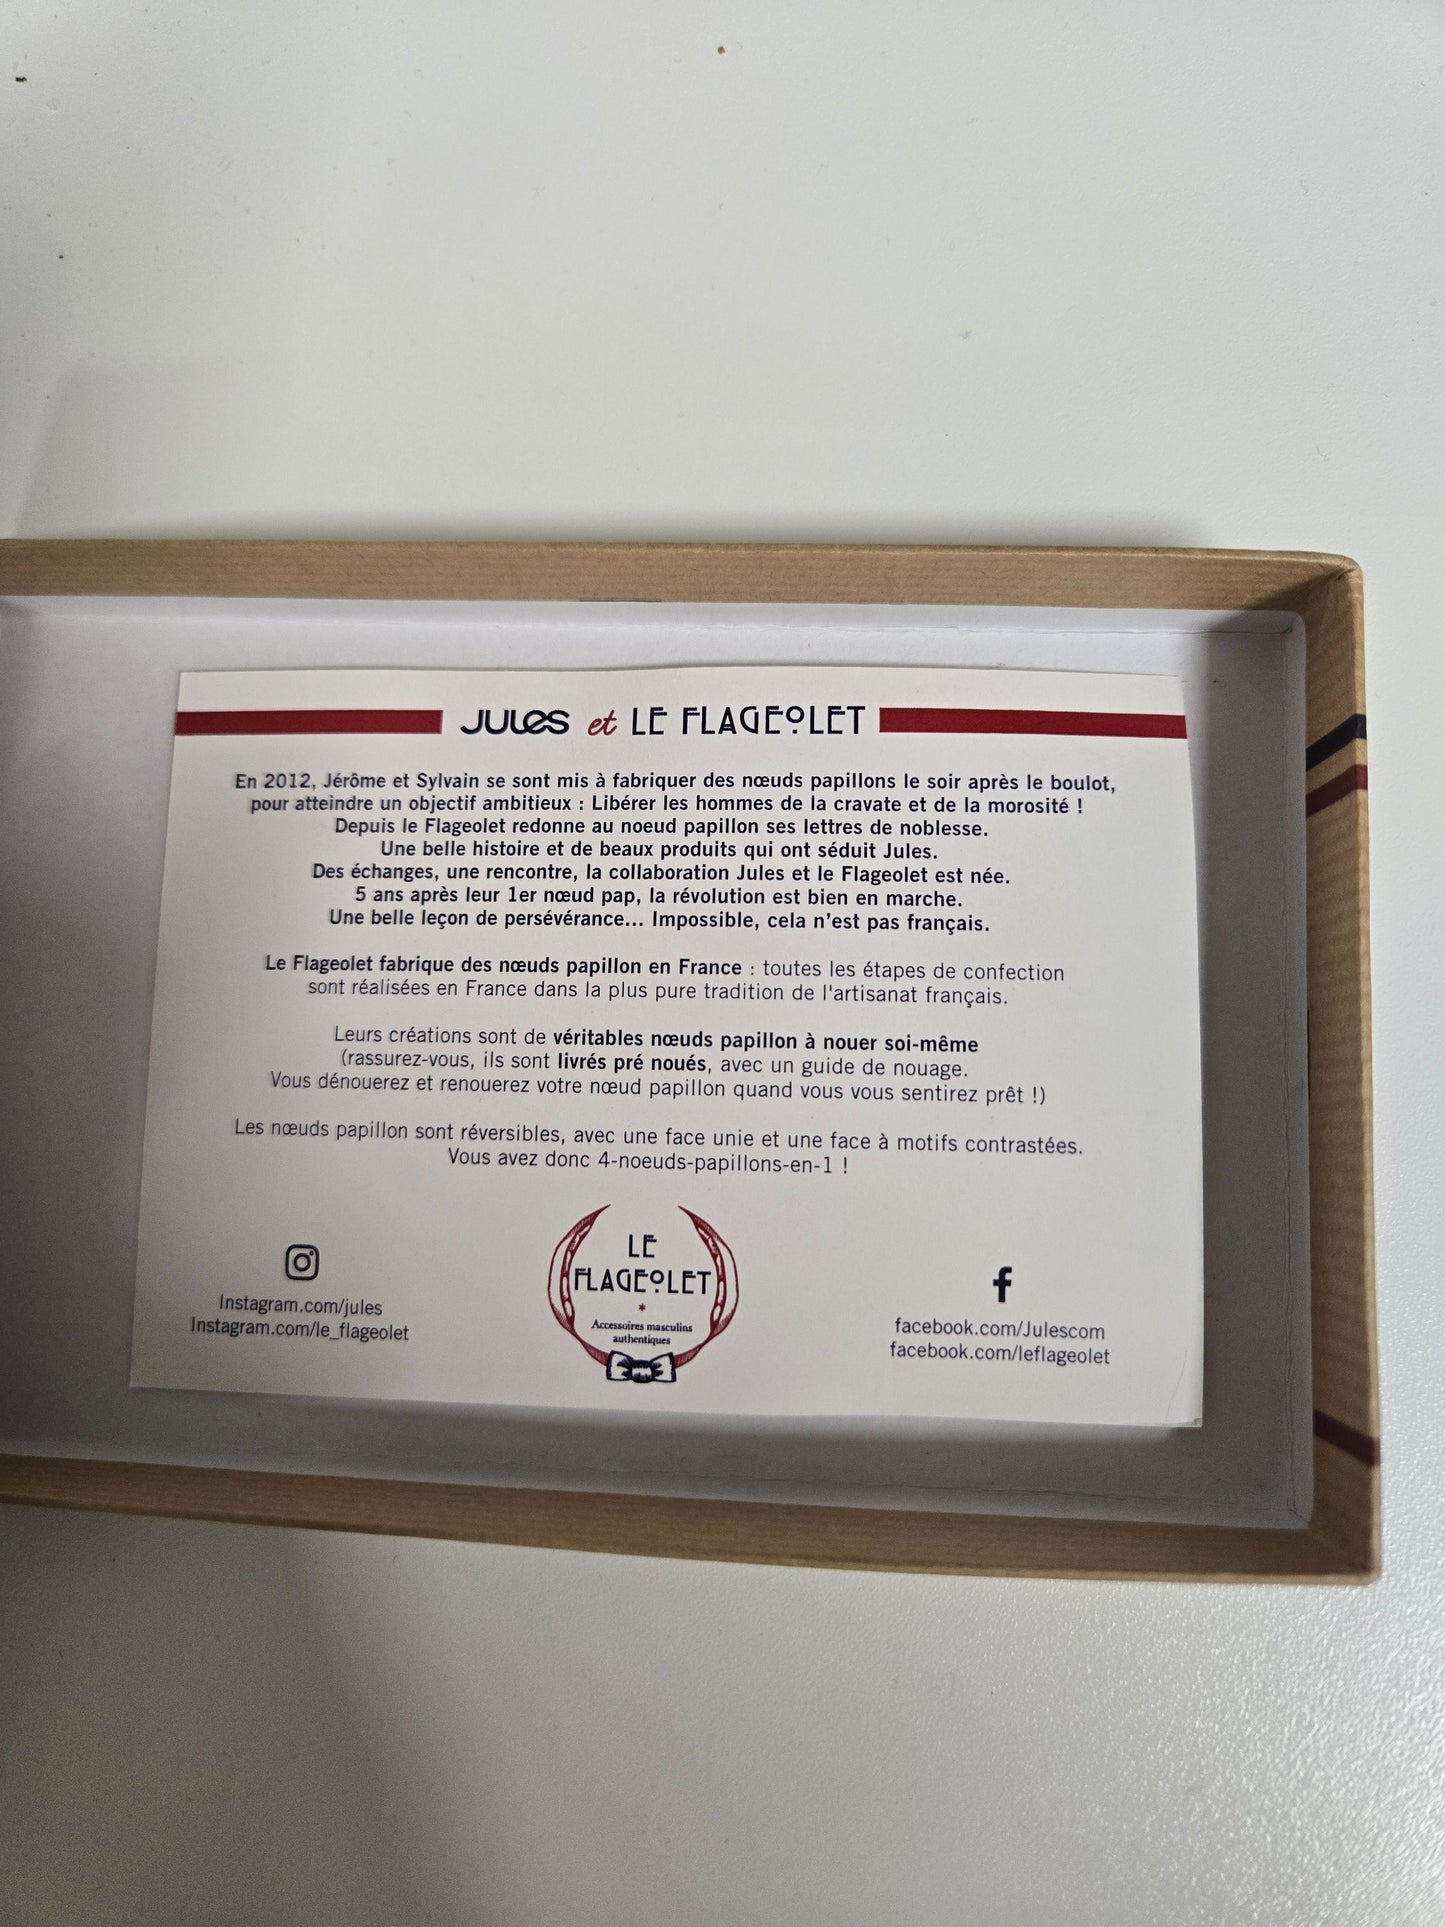 JULES et LE FLAGEOLET
En 2012, Jérôme et Sylvain se sont mis à fabriquer des nœuds papillons le soir après le boulot,
pour atteindre un objectif ambitieux : Libérer les hommes de la cravate et de la morosité !
Depuis le Flageolet redonne au noeud papillon ses lettres de noblesse.
Une belle histoire et de beaux produits qui ont séduit Jules.
Des échanges, une rencontre, la collaboration Jules et le Flageolet est née.
5 ans après leur 1er nœud pap, la révolution est bien en marche.
Une belle leçon de persévérance... Impossible, cela n'est pas français.
Le Flageolet fabrique des nœuds papillon en France : toutes les étapes de confection
sont réalisées en France dans la plus pure tradition de l'artisanat français.
Leurs créations sont de véritables nœuds papillon à nouer soi-même
(rassurez-vous, ils sont livrés pré noués, avec un guide de nouage.
Vous dénouerez et renouerez votre nœud papillon quand vous vous sentirez prêt !)
Les nœuds papillon sont réversibles, avec une face unie et une face à motifs contrastées.
Vous avez donc 4-noeuds-papillons-en-1 !
Instagram.com/jules
Instagram.com/le_flageolet
LE
FLAGEOLET
Accessoires masculins
authentiques
facebook.com/Julescom
facebook.com/leflageolet